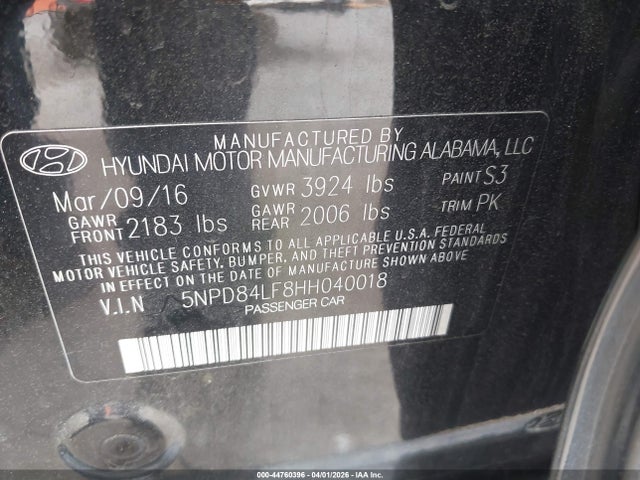 MANUFACTURED BY
HYUNDAI MOTOR MANUFACTURING ALABAMA, LLC
Mar/09/16 GVWR 3924 lbs PAINT S3
GAWR FRONT 2183 lbs GAWR REAR 2006 lbs TRIM PK
THIS VEHICLE CONFORMS TO ALL APPLICABLE U.S.A. FEDERAL
MOTOR VEHICLE SAFETY, BUMPER, AND THEFT PREVENTION STANDARDS
IN EFFECT ON THE DATE OF MANUFACTURE SHOWN ABOVE.
V.I.N 5NPD84LF8HH040018
PASSENGER CAR
000-44760396 - 04/01/2026 - IAA Inc.